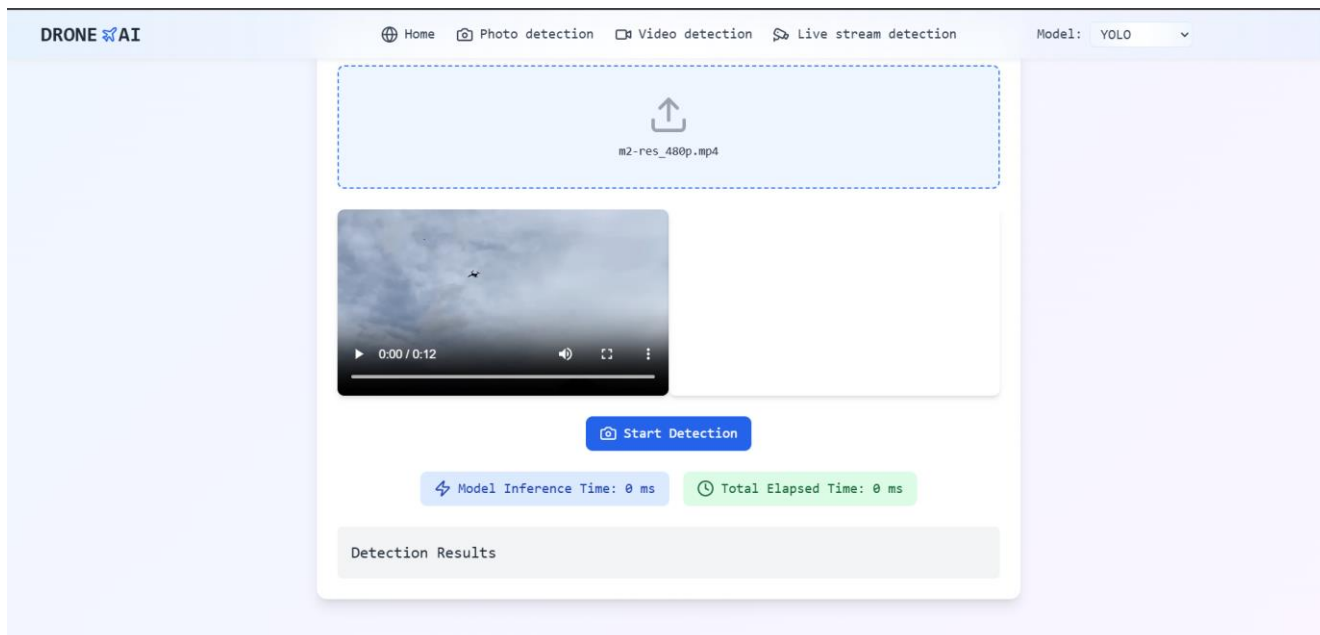 DRONE AI
Home Photo detection Video detection Live stream detection
Model: YOLO
m2-res_480p.mp4
0:00 / 0:12
Start Detection
Model Inference Time: 0 ms Total Elapsed Time: 0 ms
Detection Results